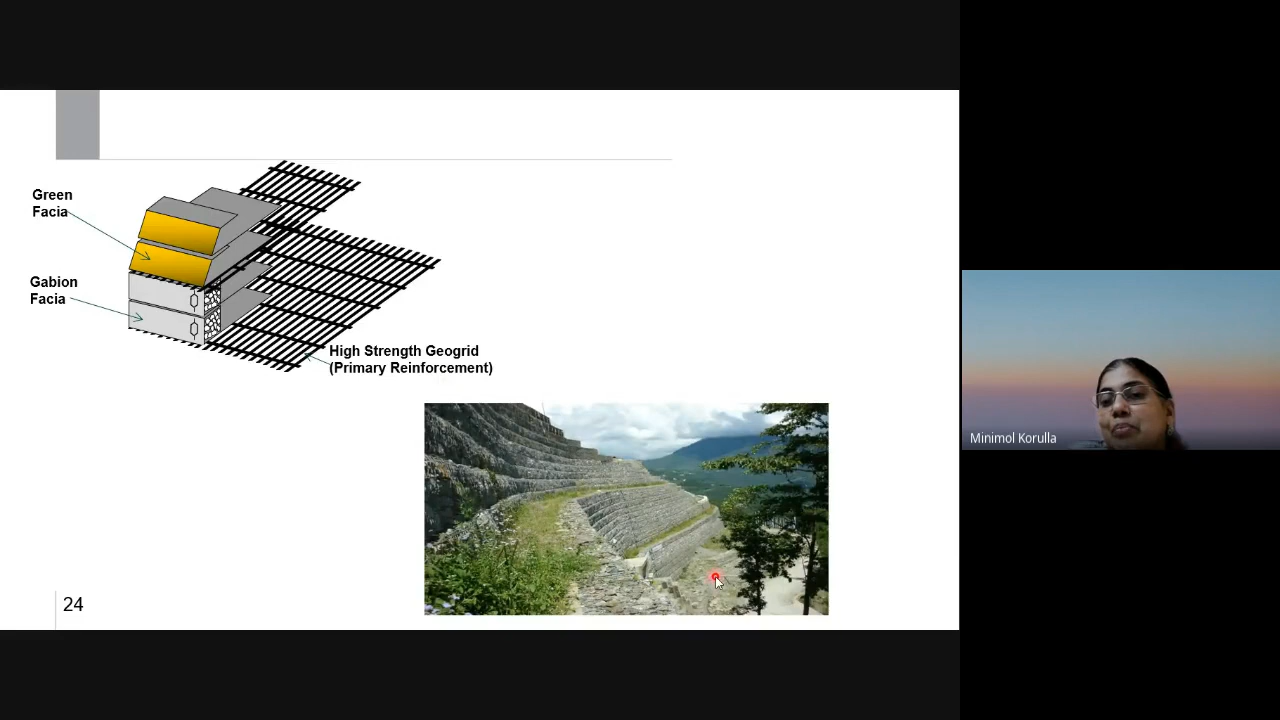 Green
Facia
Gabion
Facia
High Strength Geogrid
(Primary Reinforcement)
24
Minimol Korulla